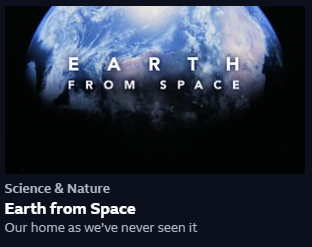 EARTH
FROM SPACE
Science & Nature
Earth from Space
Our home as we’ve never seen it